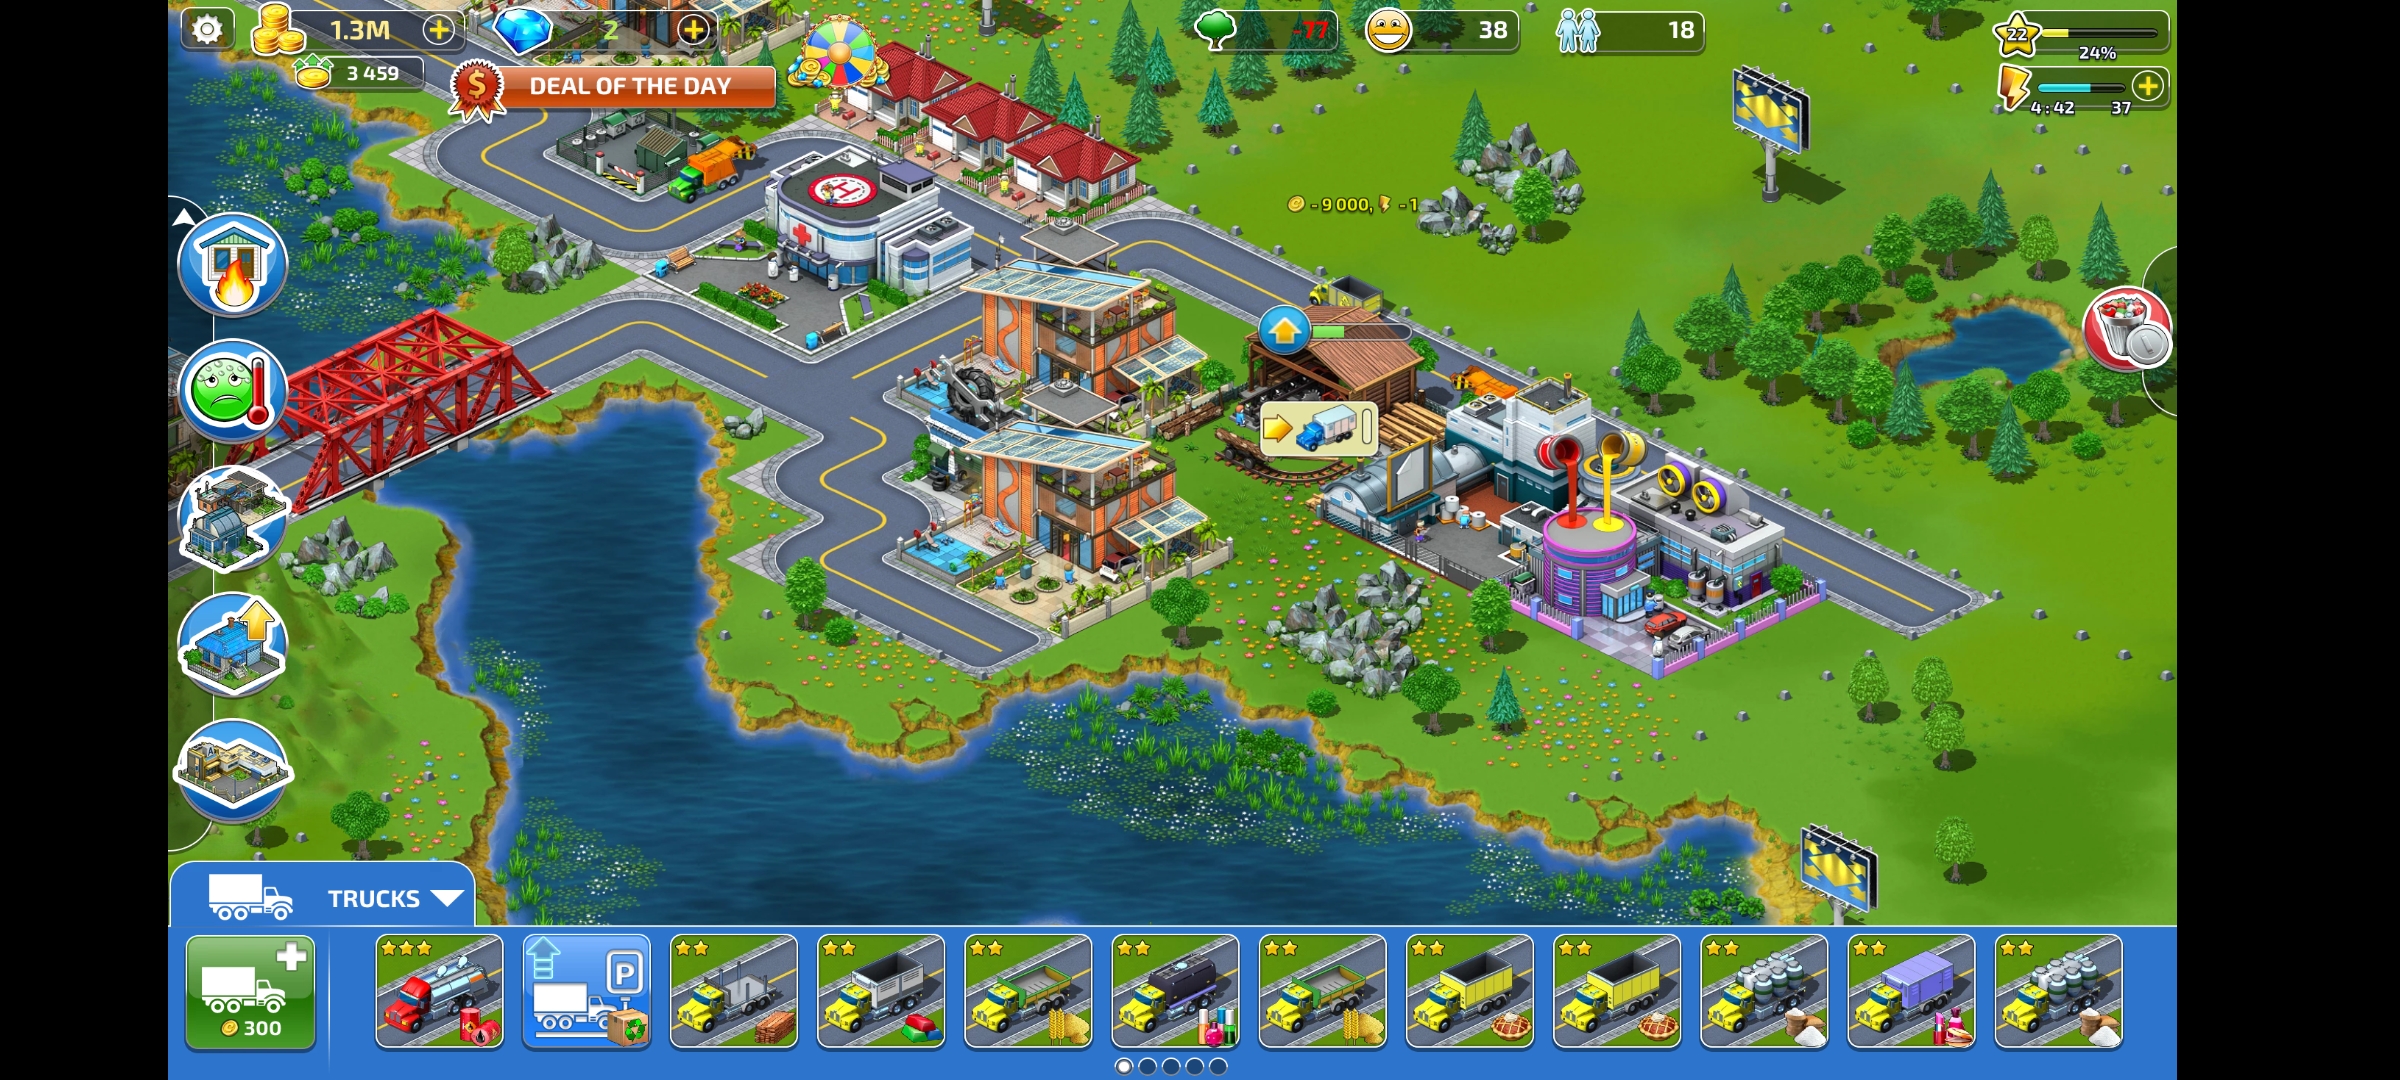 1.3M
2
-77
38
18
22
24%
3 459
DEAL OF THE DAY
4:42
37
-9 000, -1
H
TRUCKS
300
P